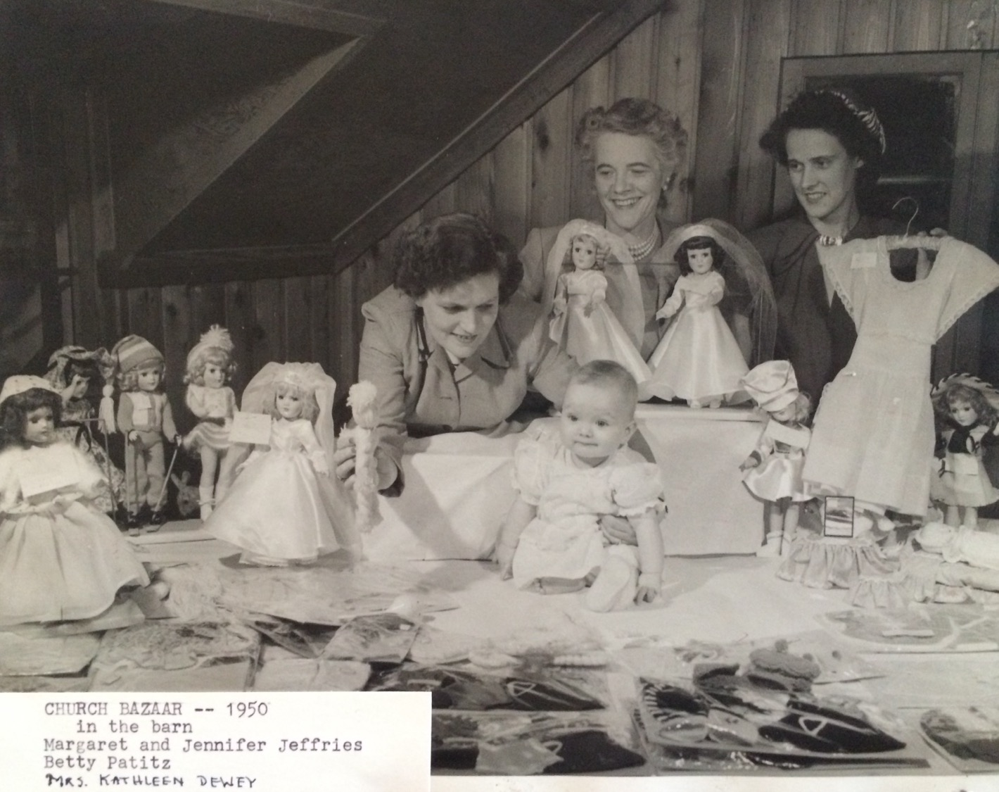 CHURCH BAZAAR -- 1950
in the barn
Margaret and Jennifer Jeffries
Betty Patitz
MRS. KATHLEEN DEWEY